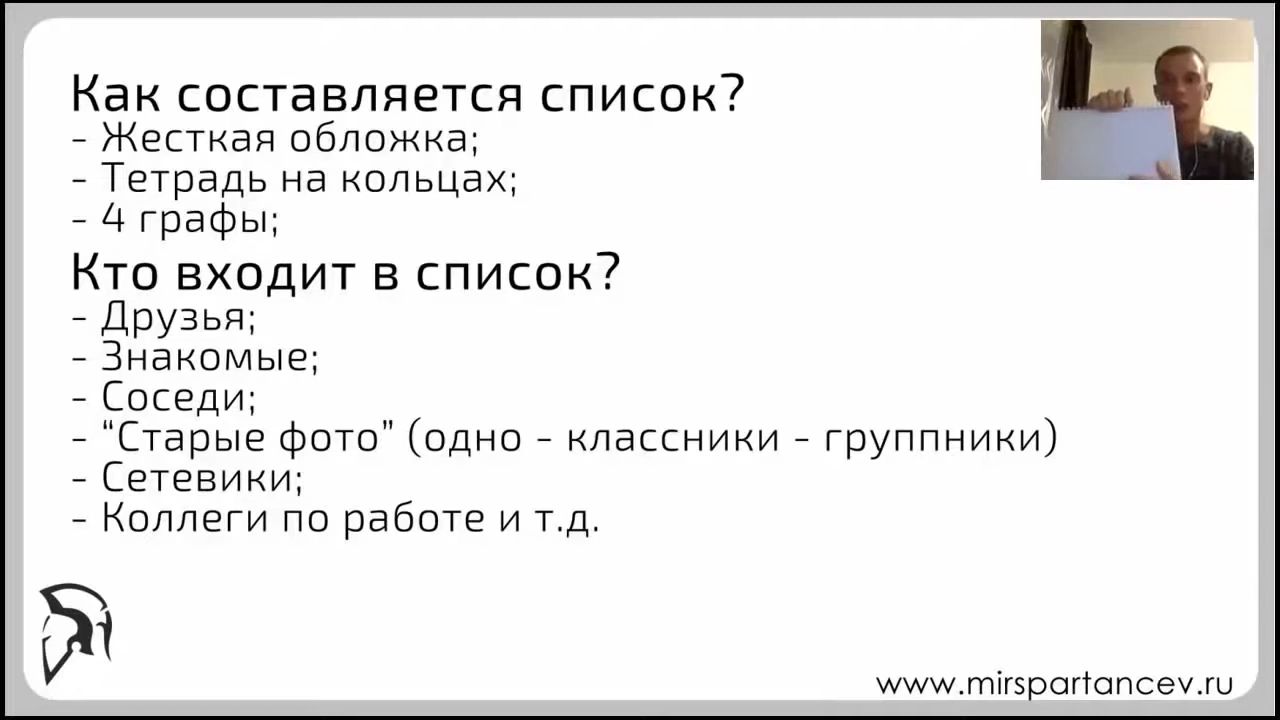 Как составляется список?
- Жесткая обложка;
- Тетрадь на кольцах;
- 4 графы;
Кто входит в список?
- Друзья;
- Знакомые;
- Соседи;
- “Старые фото” (одно - классники - группники)
- Сетевики;
- Коллеги по работе и т.д.
www.mirspartancev.ru